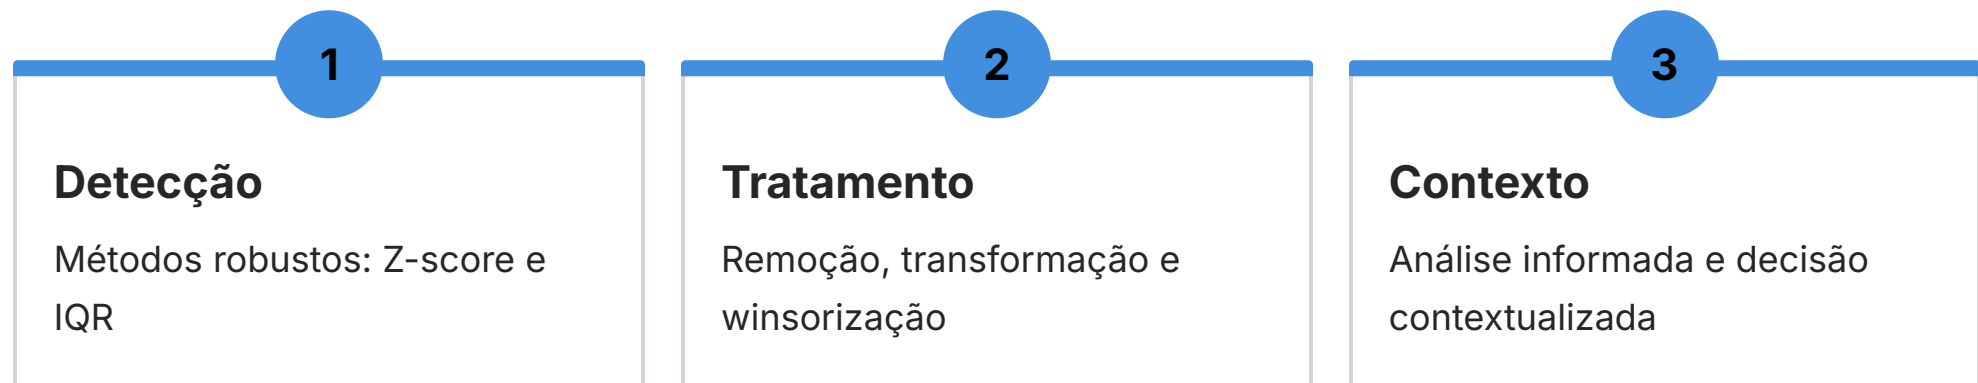 1
Detecção
Métodos robustos: Z-score e
IQR
2
Tratamento
Remoção, transformação e
winsorização
3
Contexto
Análise informada e decisão
contextualizada